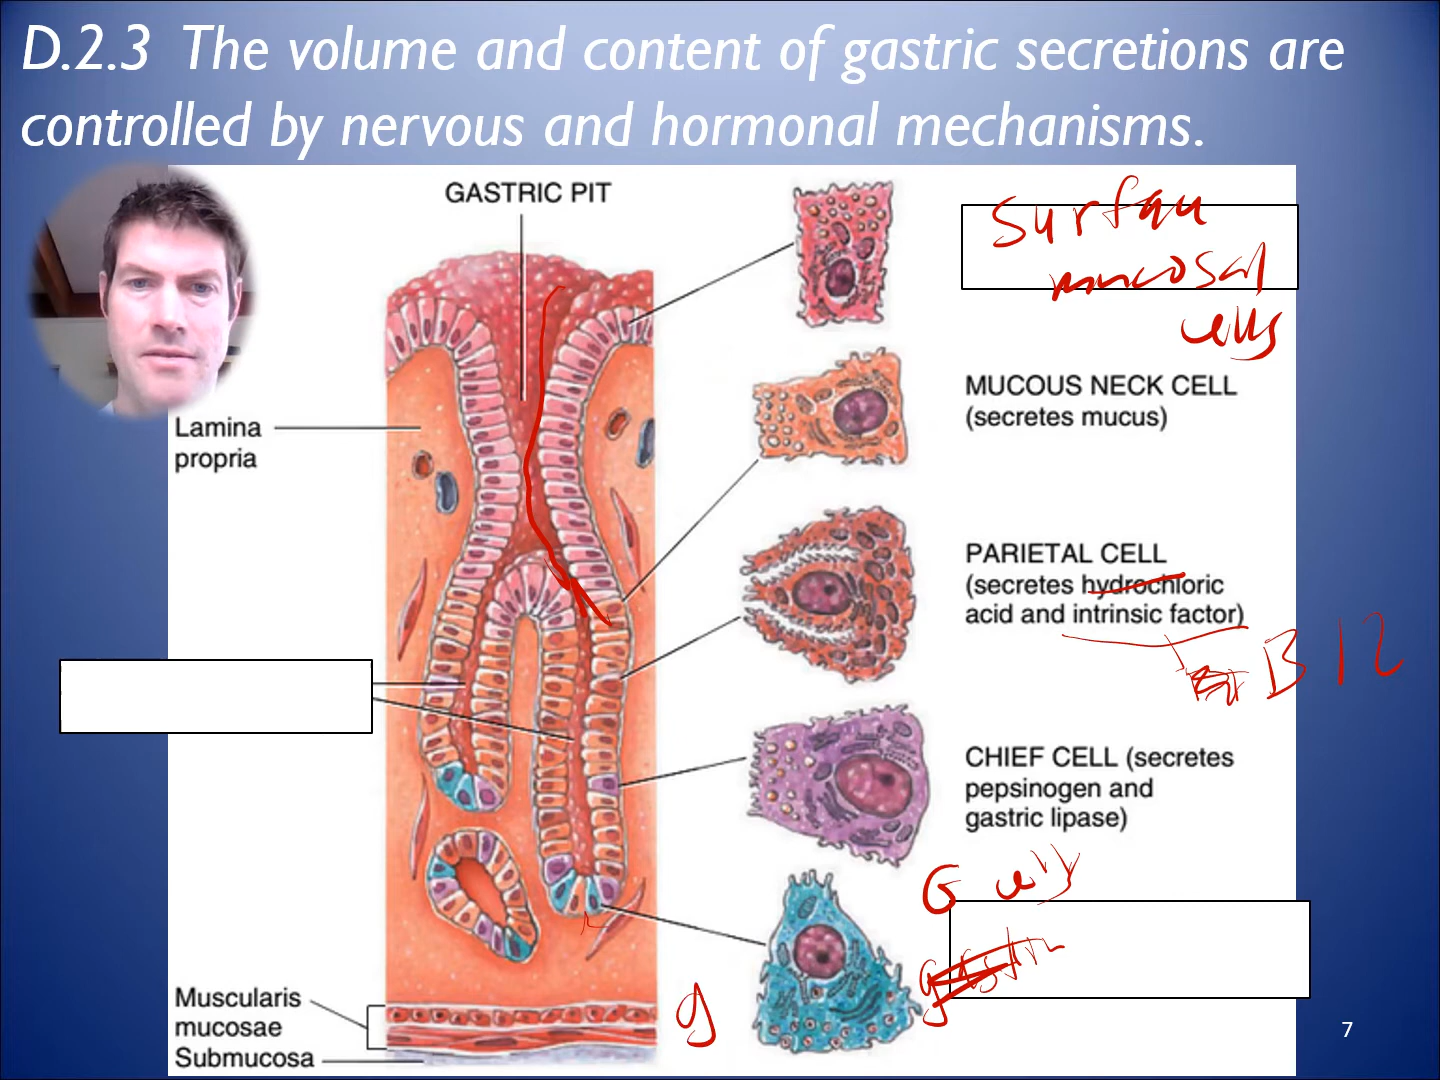 D.2.3 The volume and content of gastric secretions are
controlled by nervous and hormonal mechanisms.
GASTRIC PIT
Surface
mucosal
cells
Lamina
propria
MUCOUS NECK CELL
(secretes mucus)
PARIETAL CELL
(secretes hydrochloric
acid and intrinsic factor)
B12
CHIEF CELL (secretes
pepsinogen and
gastric lipase)
G cells
gastrin
g
Muscularis
mucosae
Submucosa
7